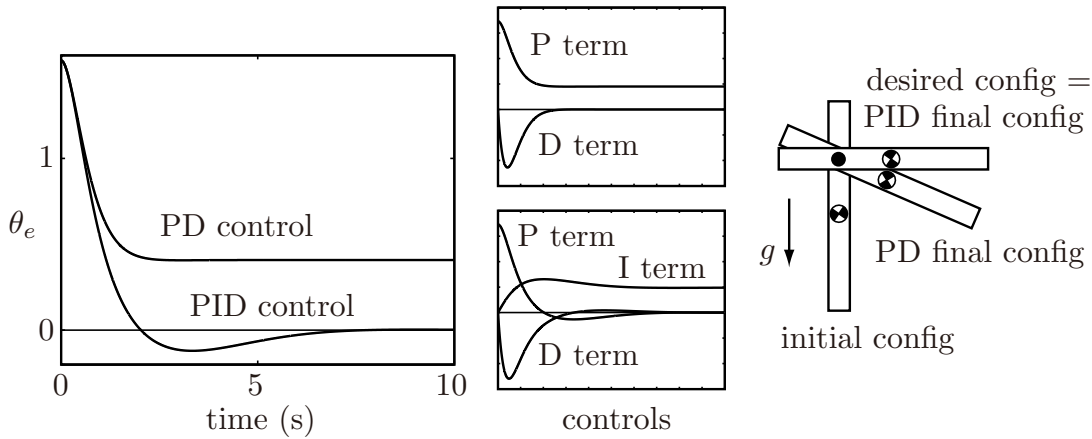 1
θe
0
PD control
PID control
0
5
10
time (s)
P term
D term
P term
I term
D term
controls
desired config =
PID final config
g
PD final config
initial config